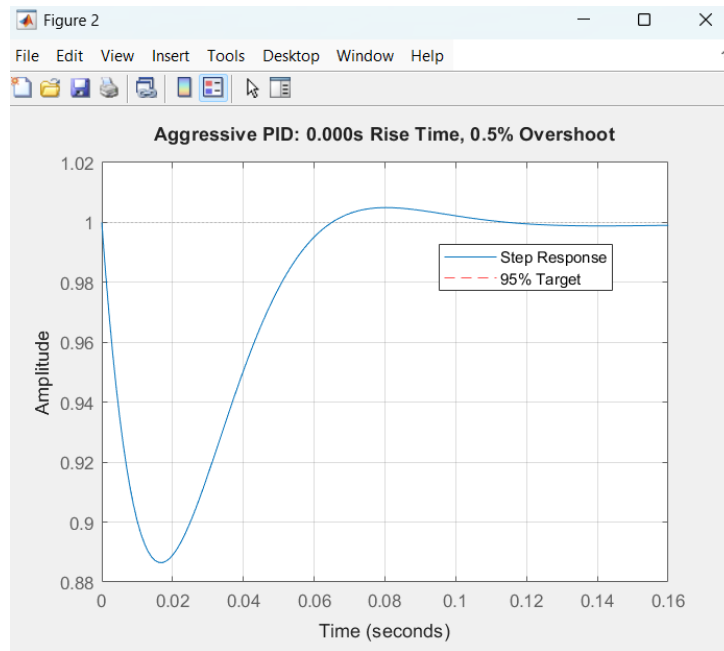 Figure 2
File Edit View Insert Tools Desktop Window Help
Aggressive PID: 0.000s Rise Time, 0.5% Overshoot
1.02
1
0.98
0.96
0.94
0.92
0.9
0.88
Amplitude
Step Response
95% Target
0 0.02 0.04 0.06 0.08 0.1 0.12 0.14 0.16
Time (seconds)